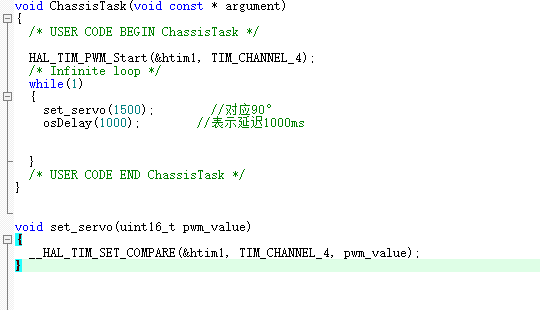 void ChassisTask(void const * argument)
{
/* USER CODE BEGIN ChassisTask */
HAL_TIM_PWM_Start(&htim1, TIM_CHANNEL_4);
/* Infinite loop */
while(1)
{
set_servo(1500); //对应90°
osDelay(1000); //表示延迟1000ms
}
/* USER CODE END ChassisTask */
}
void set_servo(uint16_t pwm_value)
{
__HAL_TIM_SET_COMPARE(&htim1, TIM_CHANNEL_4, pwm_value);
}